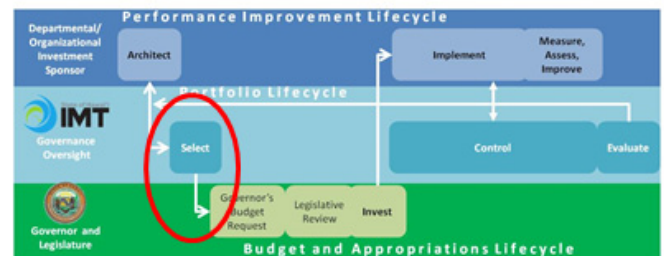 Performance Improvement Lifecycle
Departmental/
Organizational
Investment
Sponsor
Architect
Implement
Measure,
Assess,
Improve
Portfolio Lifecycle
IMT
Governance
Oversight
Select
Control
Evaluate
Governor and
Legislature
Governor's
Budget
Request
Legislative
Review
Invest
Budget and Appropriations Lifecycle